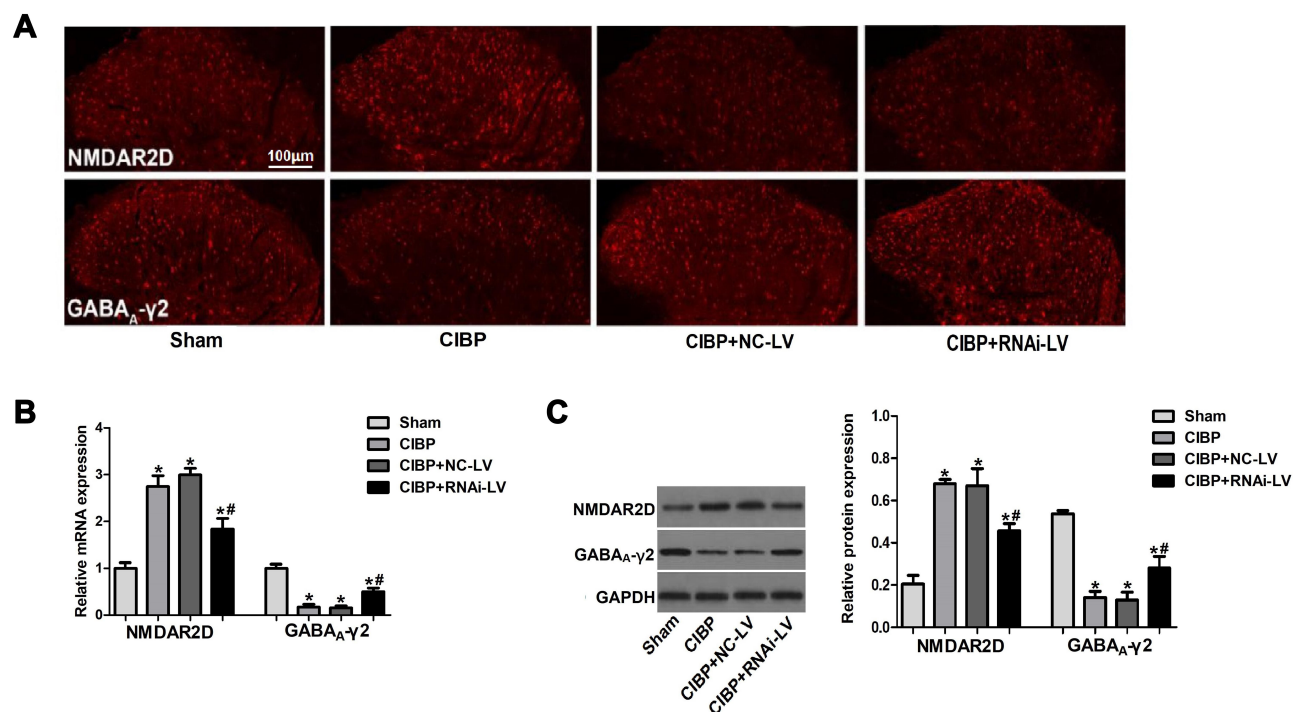 A
NMDAR2D
100μm
GABAA-γ2
Sham
CIBP
CIBP+NC-LV
CIBP+RNAi-LV
B
Relative mRNA expression
4
3
2
1
0
* * *#
* * *#
NMDAR2D
GABAA-γ2
Sham
CIBP
CIBP+NC-LV
CIBP+RNAi-LV
C
NMDAR2D
GABAA-γ2
GAPDH
Sham
CIBP
CIBP+NC-LV
CIBP+RNAi-LV
Relative protein expression
1.0
0.8
0.6
0.4
0.2
0.0
* * *#
* * *#
NMDAR2D
GABAA-γ2
Sham
CIBP
CIBP+NC-LV
CIBP+RNAi-LV